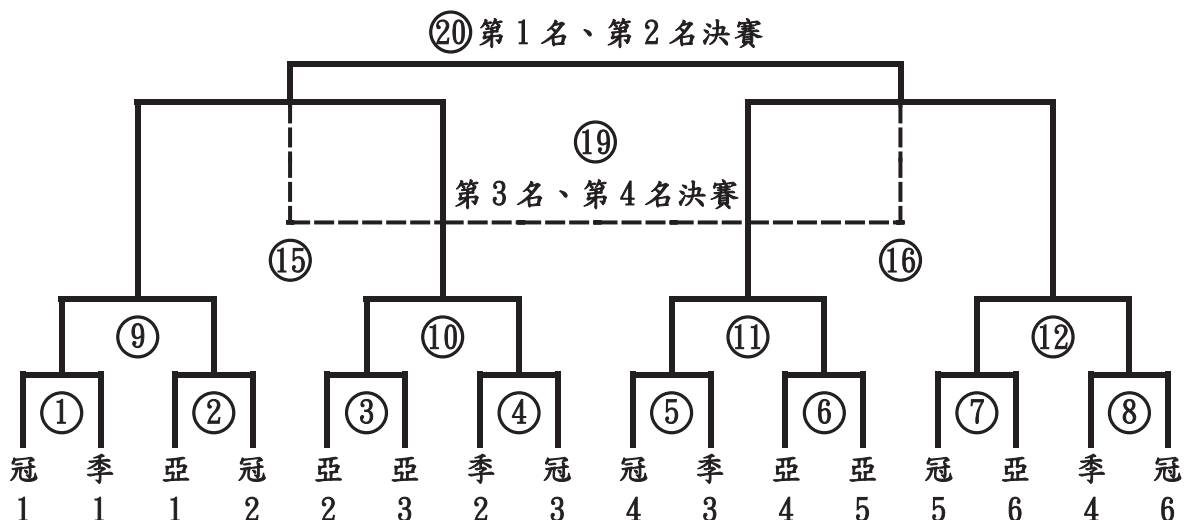 ⑳第1名、第2名決賽
⑲
第3名、第4名決賽
⑮ ⑯
⑨ ⑩ ⑪ ⑫
① ② ③ ④ ⑤ ⑥ ⑦ ⑧
冠 季 亞 冠 亞 亞 季 冠 冠 季 亞 亞 冠 亞 季 冠
1 1 1 2 2 3 2 3 4 3 4 5 5 6 4 6